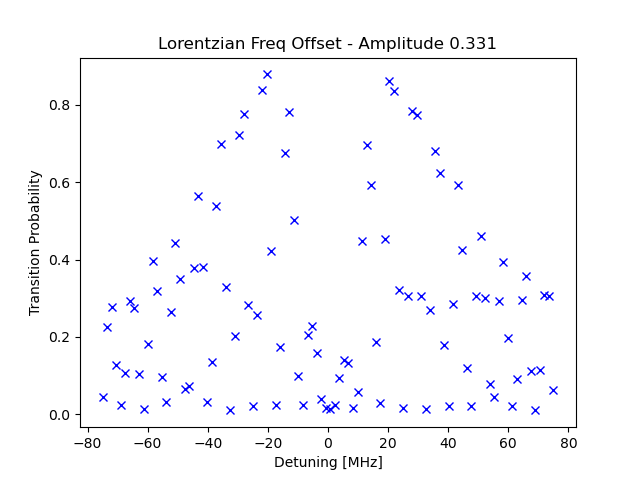 Lorentzian Freq Offset - Amplitude 0.331
Transition Probability
0.8
0.6
0.4
0.2
0.0
−80 −60 −40 −20 0 20 40 60 80
Detuning [MHz]